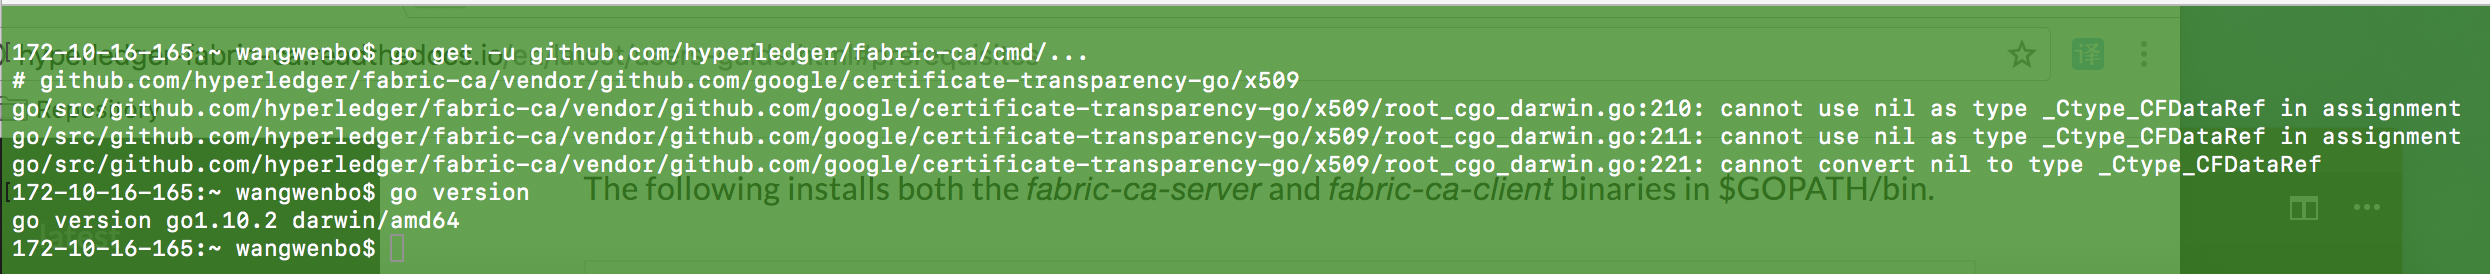 172-10-16-165:~ wangwenbo$ go get -u github.com/hyperledger/fabric-ca/cmd/...
# github.com/hyperledger/fabric-ca/vendor/github.com/google/certificate-transparency-go/x509
go/src/github.com/hyperledger/fabric-ca/vendor/github.com/google/certificate-transparency-go/x509/root_cgo_darwin.go:210: cannot use nil as type _Ctype_CFDataRef in assignment
Repository
go/src/github.com/hyperledger/fabric-ca/vendor/github.com/google/certificate-transparency-go/x509/root_cgo_darwin.go:211: cannot use nil as type _Ctype_CFDataRef in assignment
go/src/github.com/hyperledger/fabric-ca/vendor/github.com/google/certificate-transparency-go/x509/root_cgo_darwin.go:221: cannot convert nil to type _Ctype_CFDataRef
172-10-16-165:~ wangwenbo$ go version
The following installs both the fabric-ca-server and fabric-ca-client binaries in $GOPATH/bin.
go version go1.10.2 darwin/amd64
latest
172-10-16-165:~ wangwenbo$
译